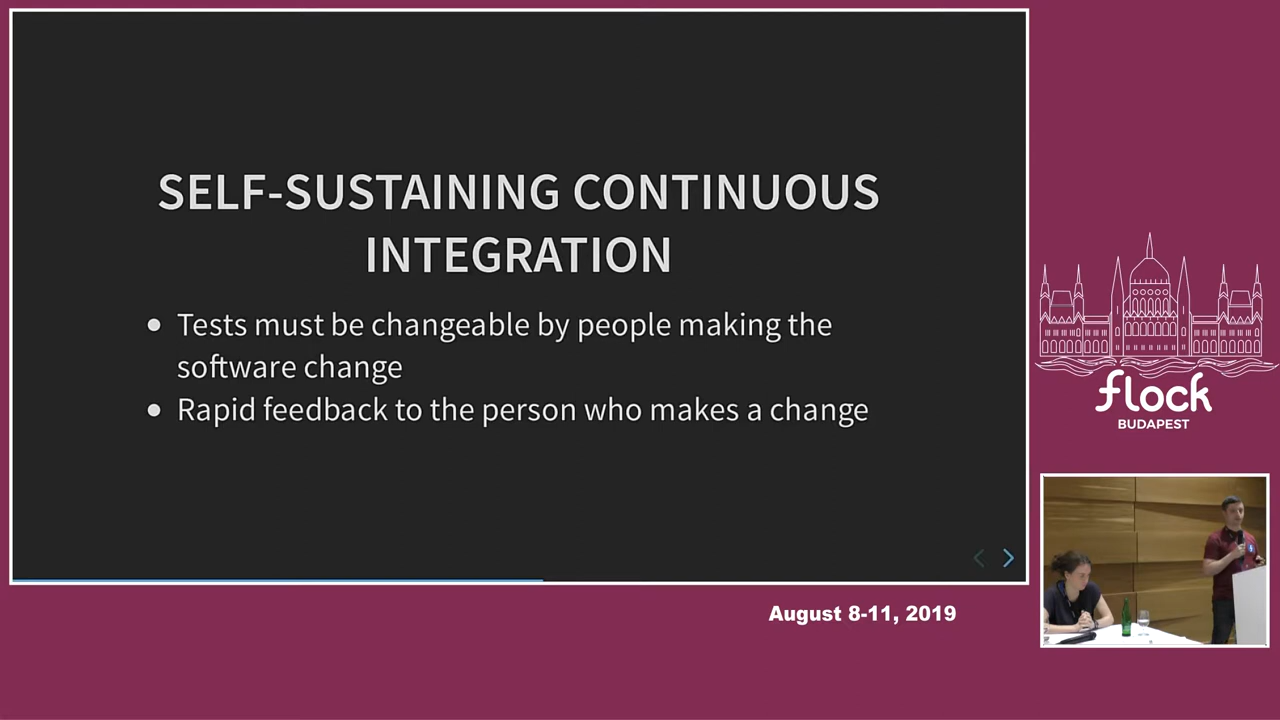 SELF-SUSTAINING CONTINUOUS
INTEGRATION
Tests must be changeable by people making the
software change
Rapid feedback to the person who makes a change
flock
BUDAPEST
August 8-11, 2019